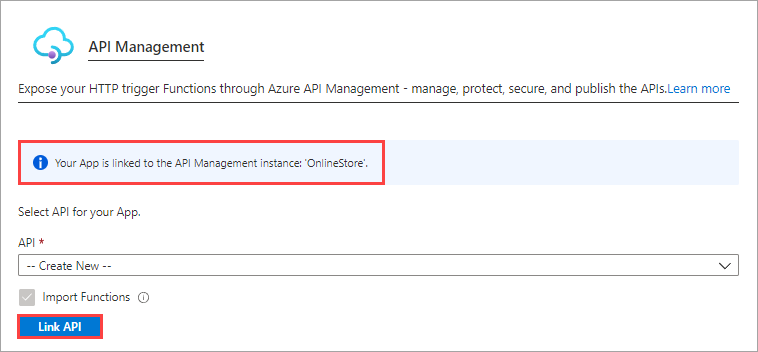 API Management
Expose your HTTP trigger Functions through Azure API Management - manage, protect, secure, and publish the APIs.Learn more
Your App is linked to the API Management instance: 'OnlineStore'.
Select API for your App.
API *
-- Create New --
Import Functions
Link API